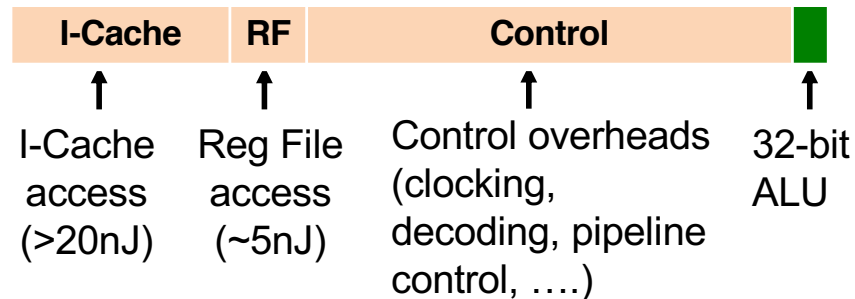 I-Cache RF Control
I-Cache
access
(>20nJ)
Reg File
access
(~5nJ)
Control overheads
(clocking,
decoding, pipeline
control, ….)
32-bit
ALU